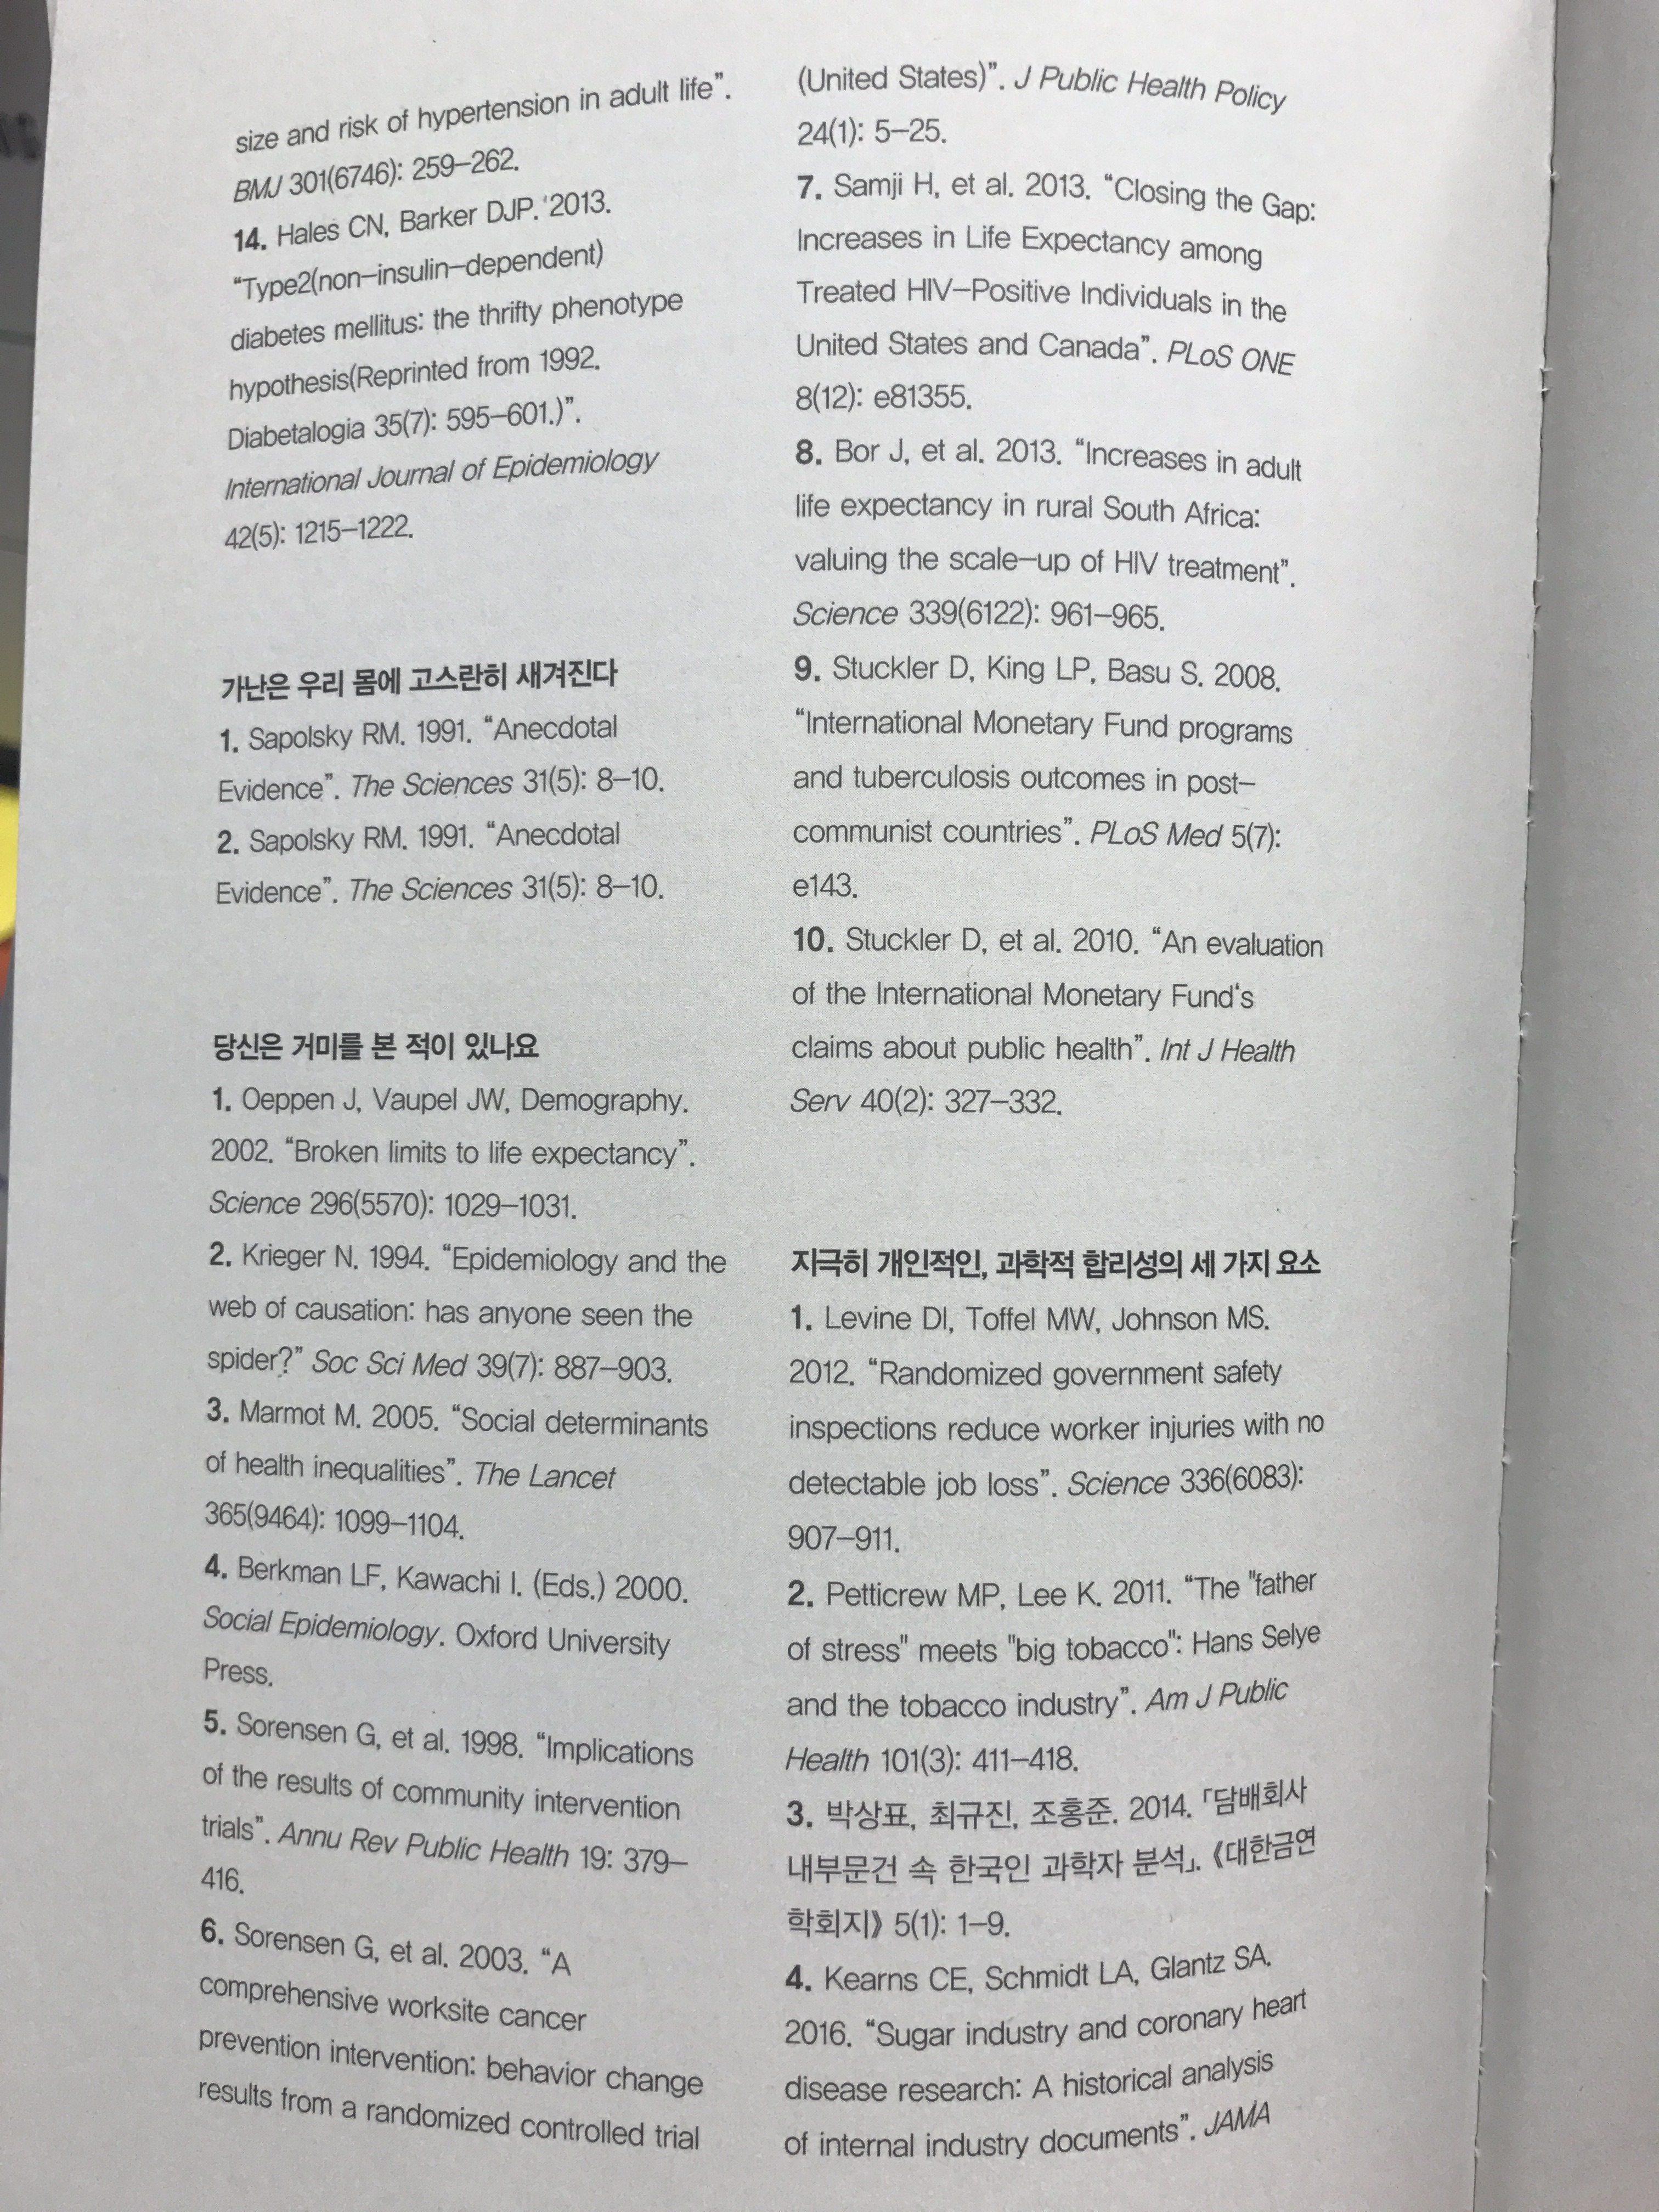 size and risk of hypertension in adult life”.
BMJ 301(6746): 259–262.
14. Hales CN, Barker DJP. 2013.
“Type2(non–insulin–dependent)
diabetes mellitus: the thrifty phenotype
hypothesis(Reprinted from 1992.
Diabetalogia 35(7): 595–601.)”.
International Journal of Epidemiology
42(5): 1215–1222.
가난은 우리 몸에 고스란히 새겨진다
1. Sapolsky RM. 1991. “Anecdotal
Evidence”. The Sciences 31(5): 8–10.
2. Sapolsky RM. 1991. “Anecdotal
Evidence”. The Sciences 31(5): 8–10.
당신은 거미를 본 적이 있나요
1. Oeppen J, Vaupel JW, Demography.
2002. “Broken limits to life expectancy”.
Science 296(5570): 1029–1031.
2. Krieger N. 1994. “Epidemiology and the
web of causation: has anyone seen the
spider?” Soc Sci Med 39(7): 887–903.
3. Marmot M. 2005. “Social determinants
of health inequalities”. The Lancet
365(9464): 1099–1104.
4. Berkman LF, Kawachi I. (Eds.) 2000.
Social Epidemiology. Oxford University
Press.
5. Sorensen G, et al. 1998. “Implications
of the results of community intervention
trials”. Annu Rev Public Health 19: 379–
416.
6. Sorensen G, et al. 2003. “A
comprehensive worksite cancer
prevention intervention: behavior change
results from a randomized controlled trial
(United States)”. J Public Health Policy
24(1): 5–25.
7. Samji H, et al. 2013. “Closing the Gap:
Increases in Life Expectancy among
Treated HIV–Positive Individuals in the
United States and Canada”. PLoS ONE
8(12): e81355.
8. Bor J, et al. 2013. “Increases in adult
life expectancy in rural South Africa:
valuing the scale–up of HIV treatment”.
Science 339(6122): 961–965.
9. Stuckler D, King LP, Basu S. 2008.
“International Monetary Fund programs
and tuberculosis outcomes in post–
communist countries”. PLoS Med 5(7):
e143.
10. Stuckler D, et al. 2010. “An evaluation
of the International Monetary Fund‘s
claims about public health”. Int J Health
Serv 40(2): 327–332.
지극히 개인적인, 과학적 합리성의 세 가지 요소
1. Levine DI, Toffel MW, Johnson MS.
2012. “Randomized government safety
inspections reduce worker injuries with no
detectable job loss”. Science 336(6083):
907–911.
2. Petticrew MP, Lee K. 2011. “The "father
of stress" meets "big tobacco": Hans Selye
and the tobacco industry”. Am J Public
Health 101(3): 411–418.
3. 박상표, 최규진, 조홍준. 2014. 「담배회사
내부문건 속 한국인 과학자 분석」. 《대한금연
학회지》 5(1): 1–9.
4. Kearns CE, Schmidt LA, Glantz SA.
2016. “Sugar industry and coronary heart
disease research: A historical analysis
of internal industry documents”. JAMA